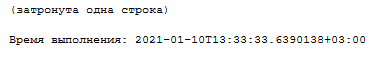 (затронута одна строка)
Время выполнения: 2021-01-10T13:33:33.6390138+03:00